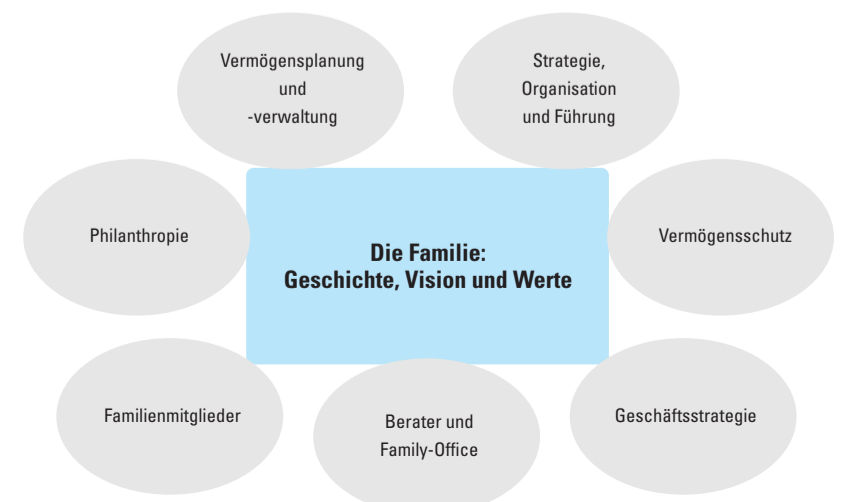 Vermögensplanung
und
-verwaltung
Strategie,
Organisation
und Führung
Philanthropie
Die Familie:
Geschichte, Vision und Werte
Vermögensschutz
Familienmitglieder
Berater und
Family-Office
Geschäftsstrategie